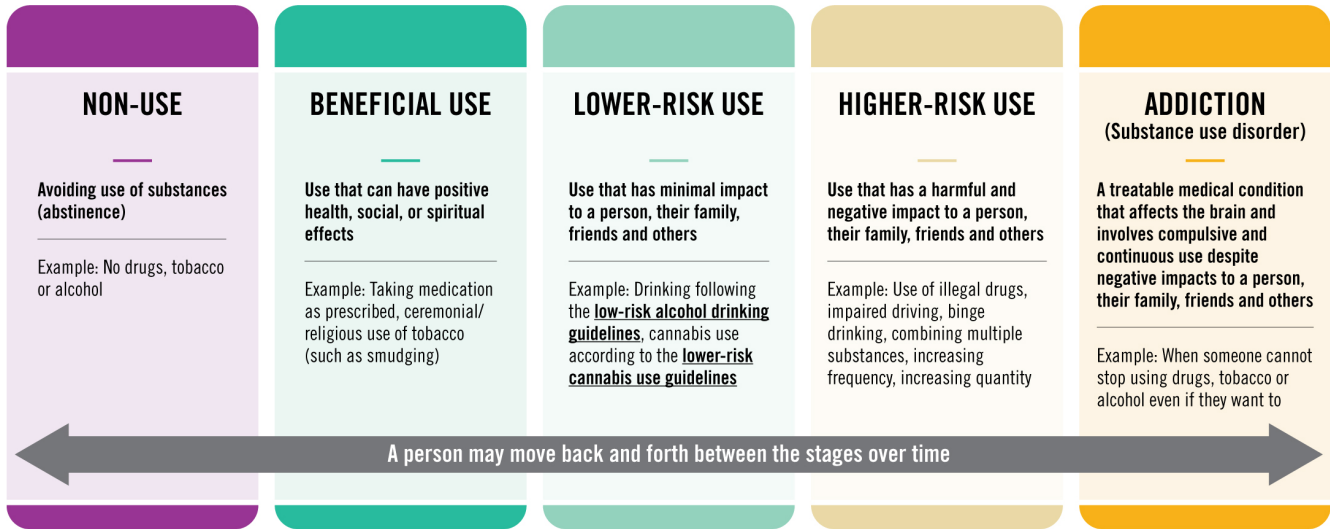 NON-USE
Avoiding use of substances
(abstinence)
Example: No drugs, tobacco
or alcohol
BENEFICIAL USE
Use that can have positive
health, social, or spiritual
effects
Example: Taking medication
as prescribed, ceremonial/
religious use of tobacco
(such as smudging)
LOWER-RISK USE
Use that has minimal impact
to a person, their family,
friends and others
Example: Drinking following
the low-risk alcohol drinking
guidelines, cannabis use
according to the lower-risk
cannabis use guidelines
HIGHER-RISK USE
Use that has a harmful and
negative impact to a person,
their family, friends and others
Example: Use of illegal drugs,
impaired driving, binge
drinking, combining multiple
substances, increasing
frequency, increasing quantity
ADDICTION
(Substance use disorder)
A treatable medical condition
that affects the brain and
involves compulsive and
continuous use despite
negative impacts to a person,
their family, friends and others
Example: When someone cannot
stop using drugs, tobacco or
alcohol even if they want to
A person may move back and forth between the stages over time